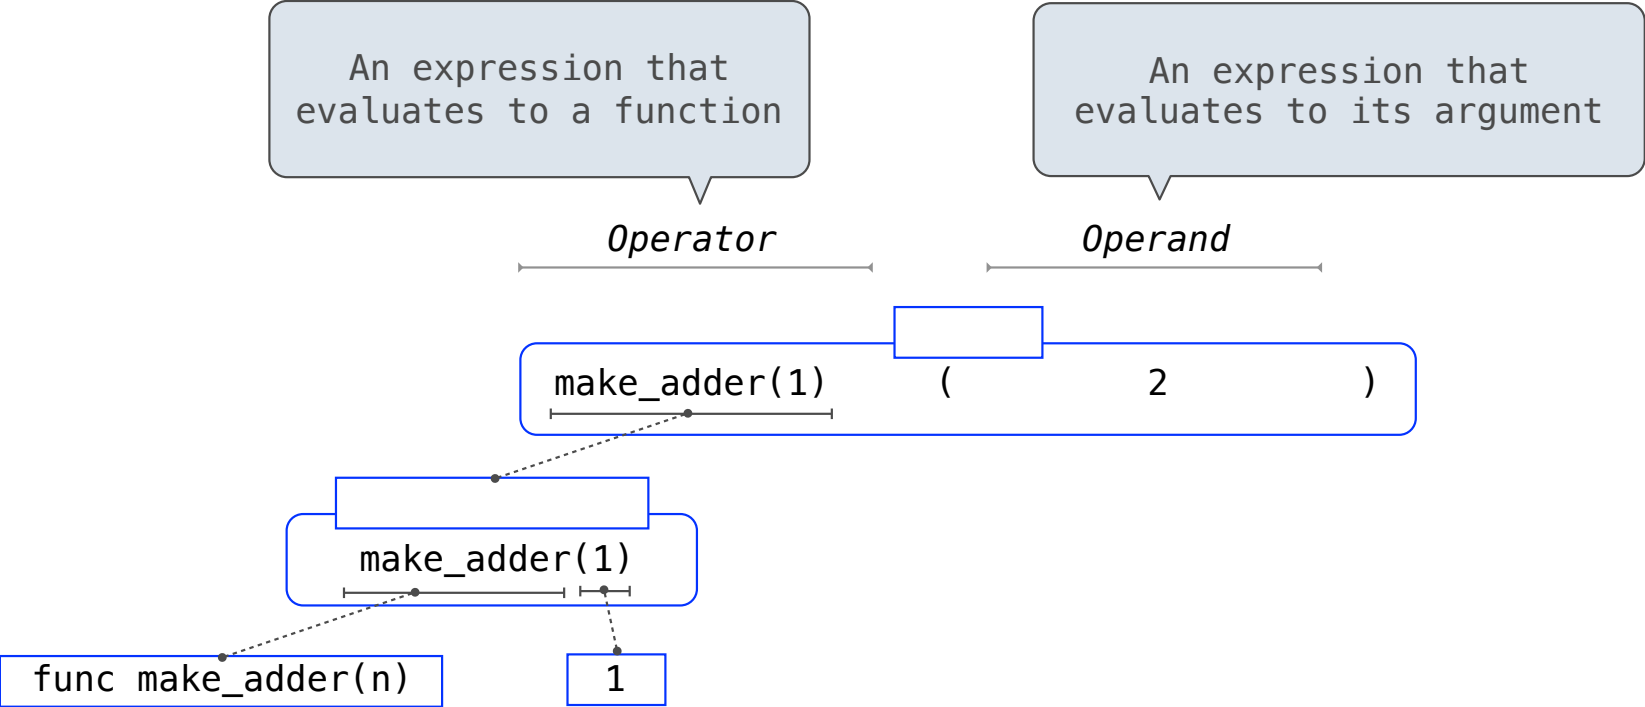 An expression that
evaluates to a function
An expression that
evaluates to its argument
Operator
Operand
make_adder(1) ( 2 )
make_adder(1)
func make_adder(n)
1